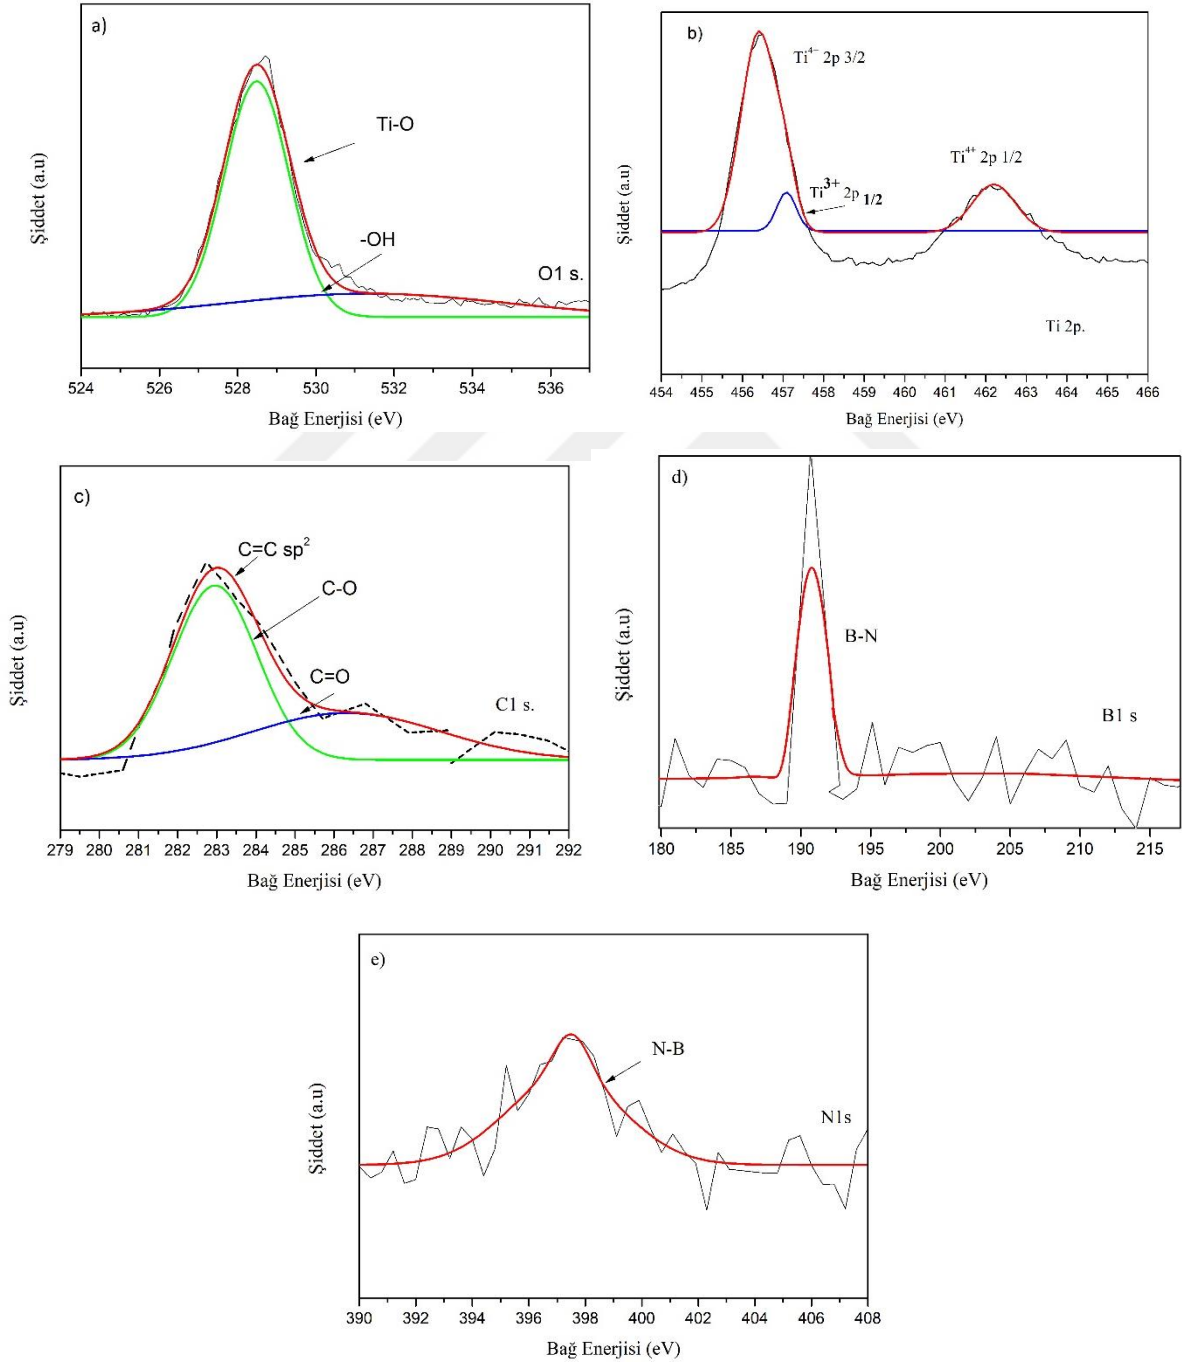 a)
Ti-O
-OH
O1 s.
Şiddet (a.u)
524 526 528 530 532 534 536
Bağ Enerjisi (eV)
b)
Ti⁴⁻ 2p 3/2
Ti³⁺ 2p 1/2
Ti⁴⁺ 2p 1/2
Ti 2p.
Şiddet (a.u)
454 455 456 457 458 459 460 461 462 463 464 465 466
Bağ Enerjisi (eV)
c)
C=C sp²
C-O
C=O
C1 s.
Şiddet (a.u)
279 280 281 282 283 284 285 286 287 288 289 290 291 292
Bağ Enerjisi (eV)
d)
B-N
B1 s
Şiddet (a.u)
180 185 190 195 200 205 210 215
Bağ Enerjisi (eV)
e)
N-B
N1s
Şiddet (a.u)
390 392 394 396 398 400 402 404 406 408
Bağ Enerjisi (eV)